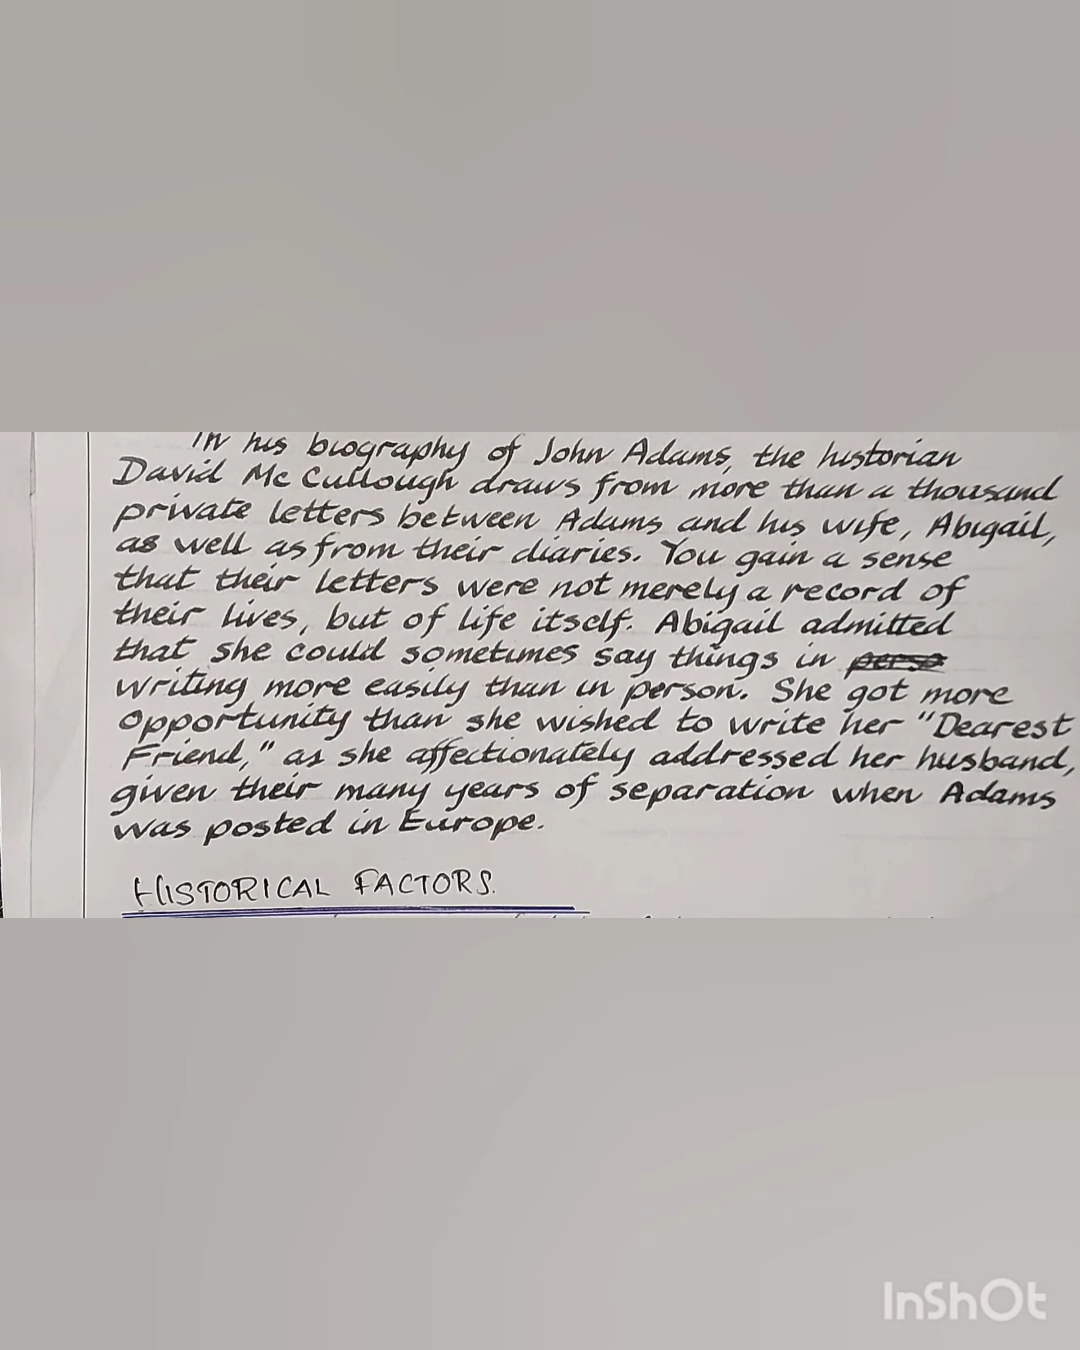 In his biography of John Adams, the historian
David McCullough draws from more than a thousand
private letters between Adams and his wife, Abigail,
as well as from their diaries. You gain a sense
that their letters were not merely a record of
their lives, but of life itself. Abigail admitted
that she could sometimes say things in perso
writing more easily than in person. She got more
opportunity than she wished to write her "Dearest
Friend," as she affectionately addressed her husband,
given their many years of separation when Adams
was posted in Europe.
HISTORICAL FACTORS.
InShOt